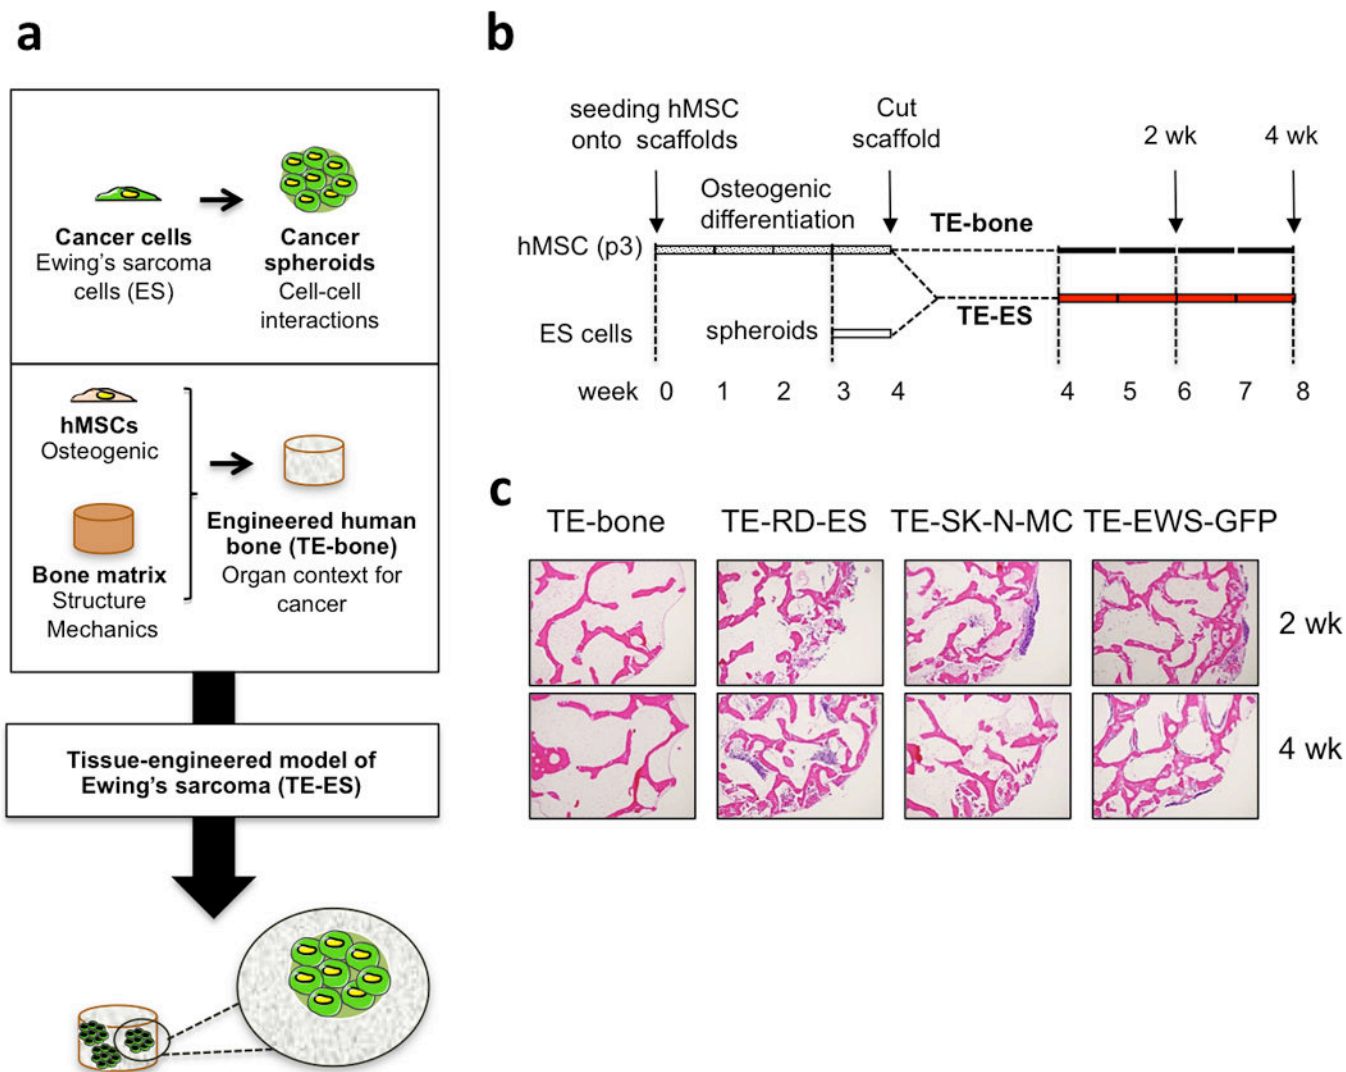 a
Cancer cells
Ewing's sarcoma
cells (ES)
Cancer
spheroids
Cell-cell
interactions
hMSCs
Osteogenic
Bone matrix
Structure
Mechanics
Engineered human
bone (TE-bone)
Organ context for
cancer
Tissue-engineered model of
Ewing's sarcoma (TE-ES)
b
seeding hMSC
onto scaffolds
Cut
scaffold
2 wk
4 wk
Osteogenic
differentiation
hMSC (p3)
TE-bone
TE-ES
ES cells
spheroids
week 0 1 2 3 4 4 5 6 7 8
c
TE-bone TE-RD-ES TE-SK-N-MC TE-EWS-GFP
2 wk
4 wk